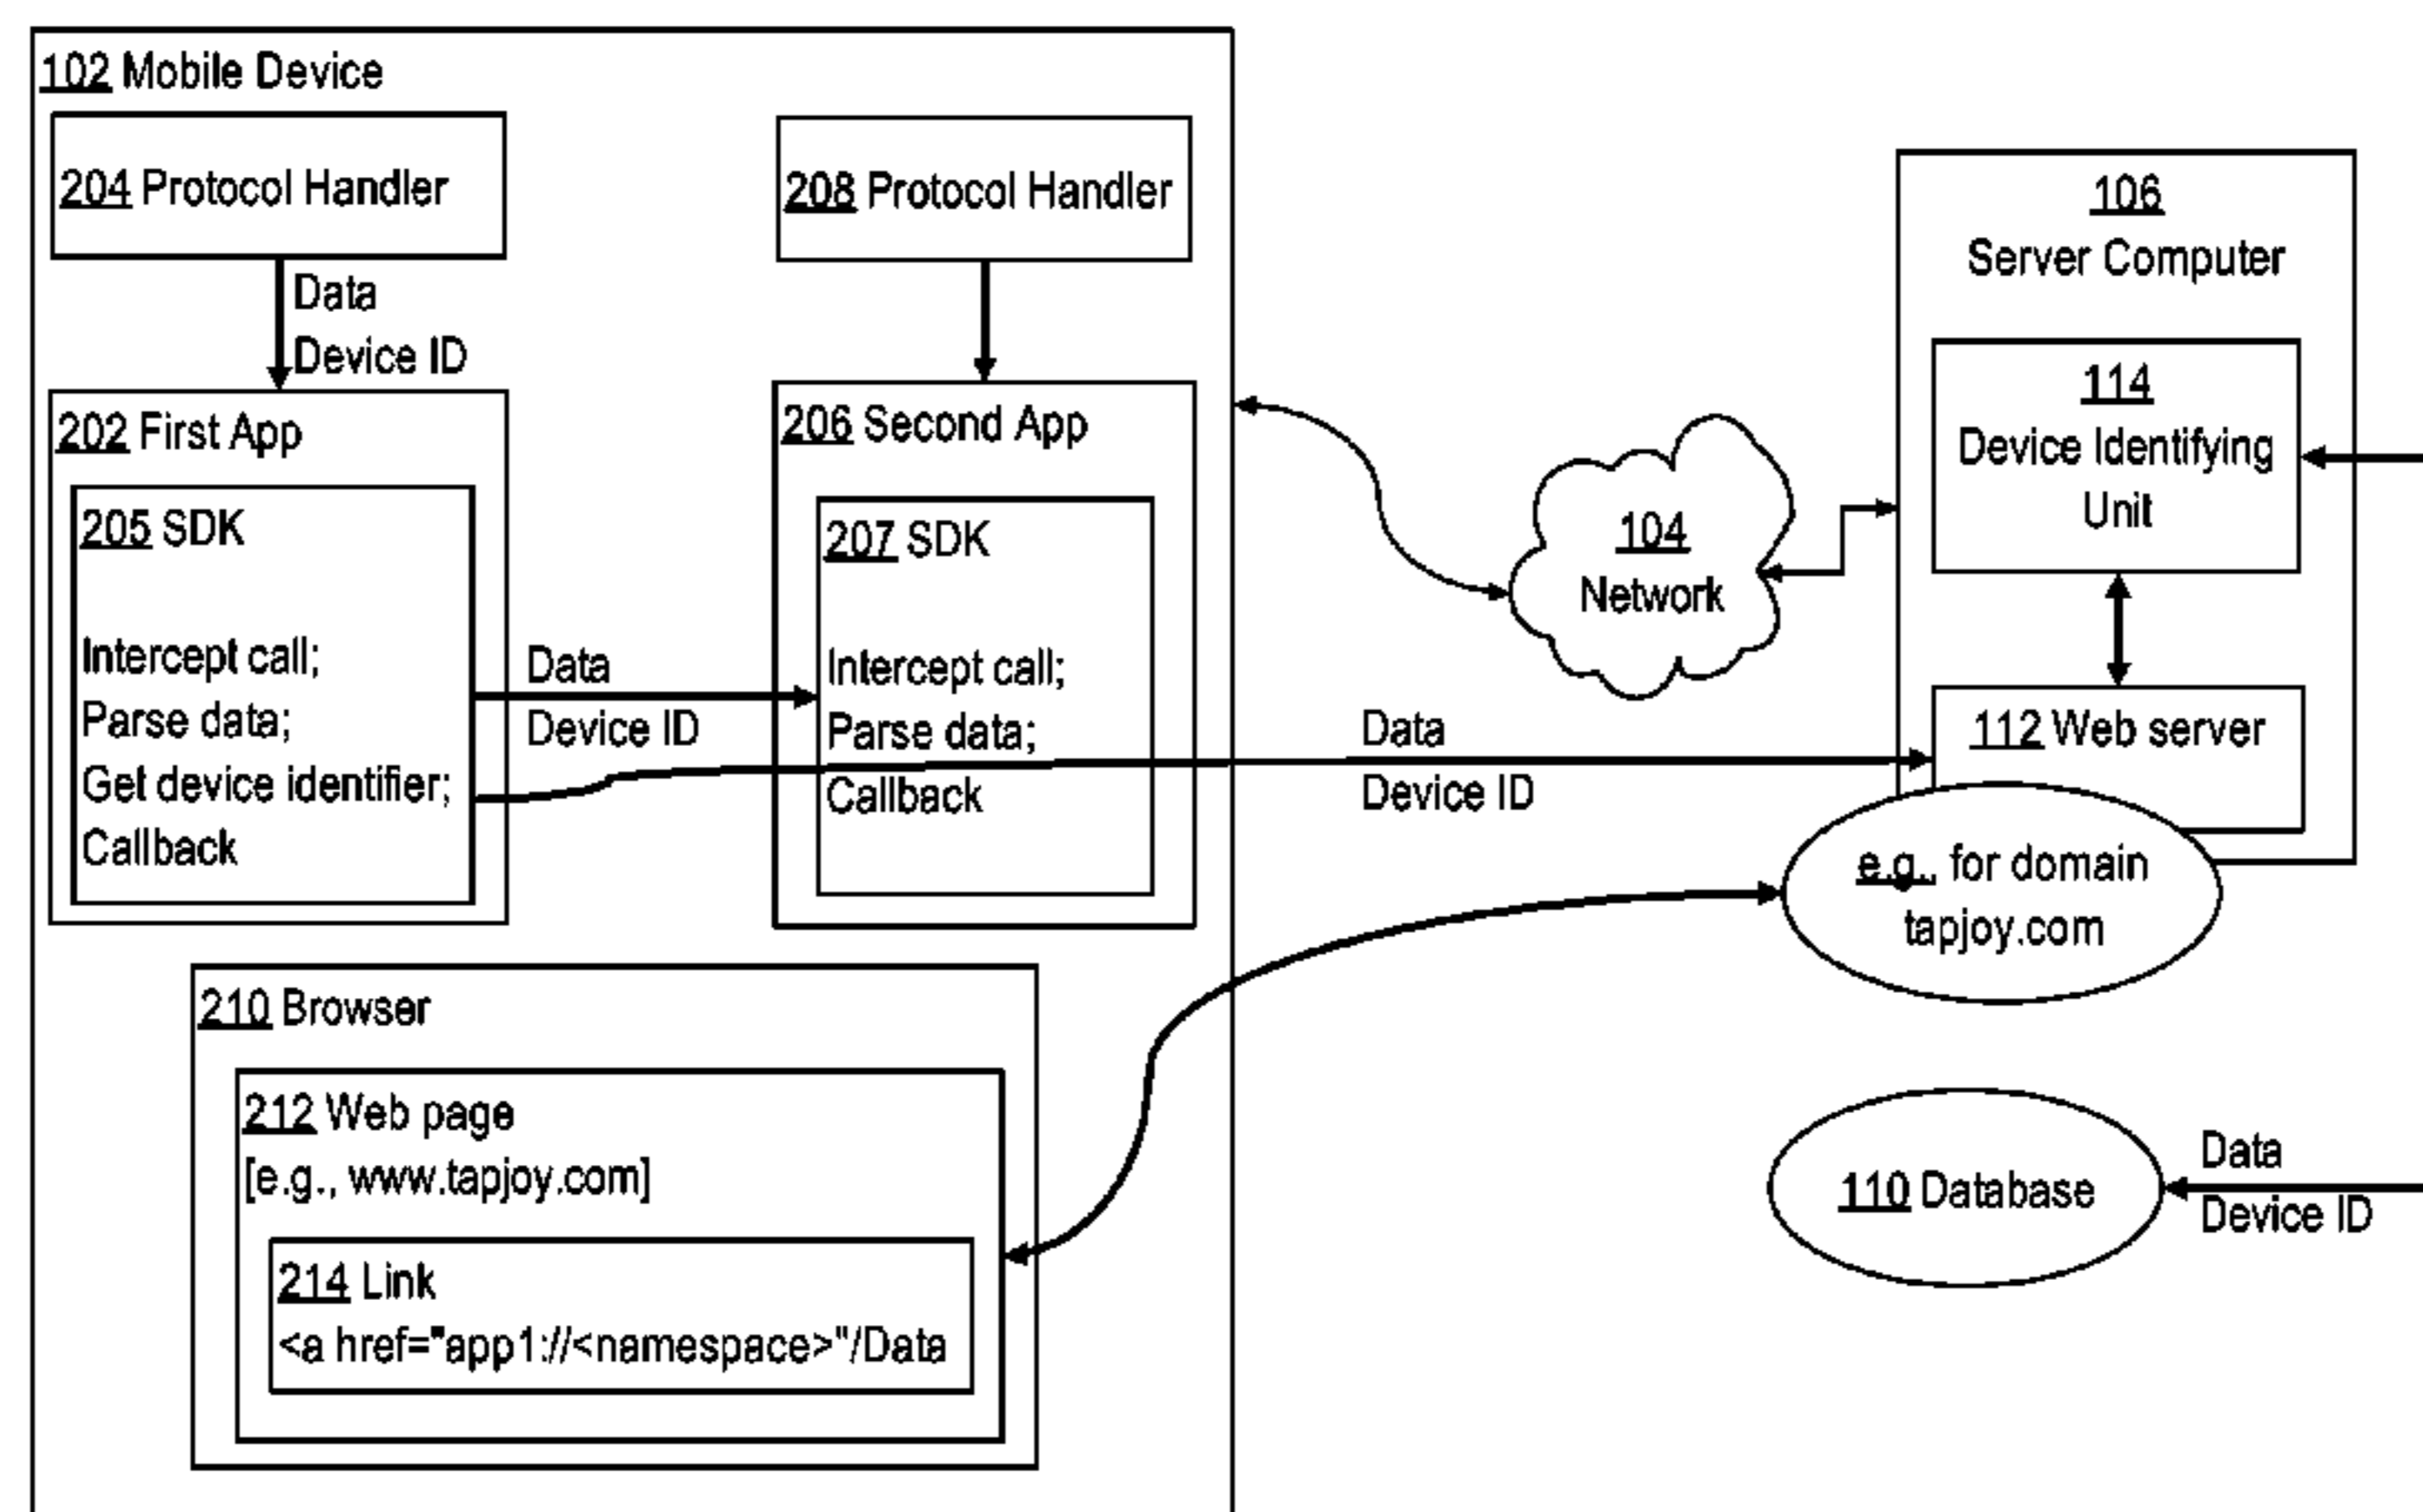 102 Mobile Device
204 Protocol Handler
Data
Device ID
202 First App
205 SDK
Intercept call;
Parse data;
Get device identifier;
Callback
Data
Device ID
208 Protocol Handler
206 Second App
207 SDK
Intercept call;
Parse data;
Callback
Data
Device ID
104
Network
106
Server Computer
114
Device Identifying
Unit
112 Web server
e.g., for domain
tapjoy.com
210 Browser
212 Web page
[e.g., www.tapjoy.com]
214 Link
<a href="app1://<namespace>"/Data
110 Database
Data
Device ID